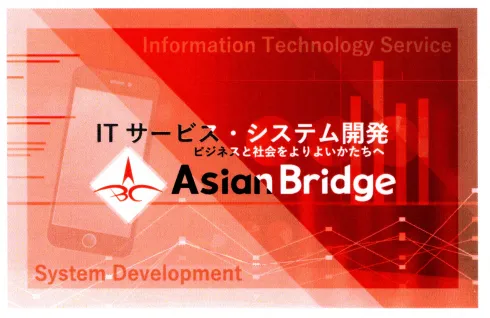 Information Technology Service
IT サービス・システム開発
ビジネスと社会をよりよいかたちへ
ABC
Asian Bridge
System Development